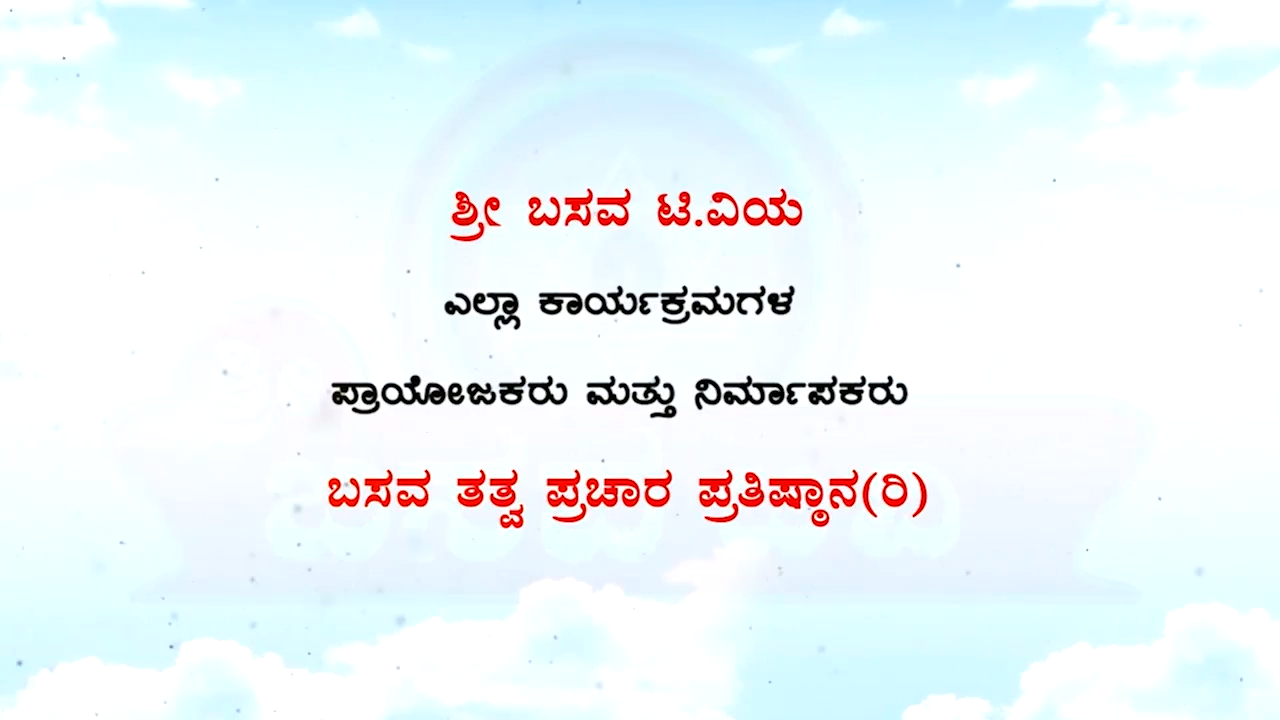 ಶ್ರೀ ಬಸವ ಟಿ.ವಿಯ
ಎಲ್ಲಾ ಕಾರ್ಯಕ್ರಮಗಳ
ಪ್ರಾಯೋಜಕರು ಮತ್ತು ನಿರ್ಮಾಪಕರು
ಬಸವ ತತ್ವ ಪ್ರಚಾರ ಪ್ರತಿಷ್ಠಾನ(ರಿ)